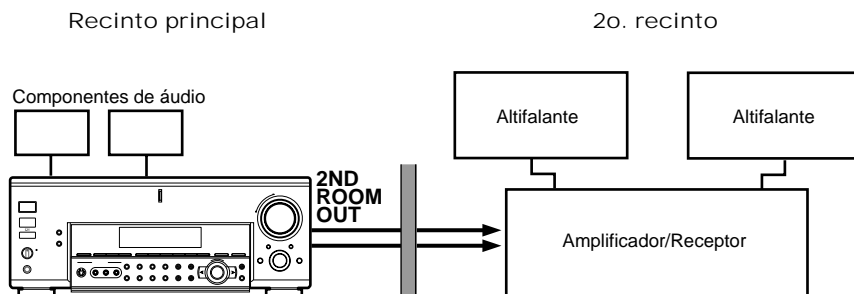 Recinto principal
2o. recinto
Componentes de áudio
Altifalante
Altifalante
2ND
ROOM
OUT
Amplificador/Receptor